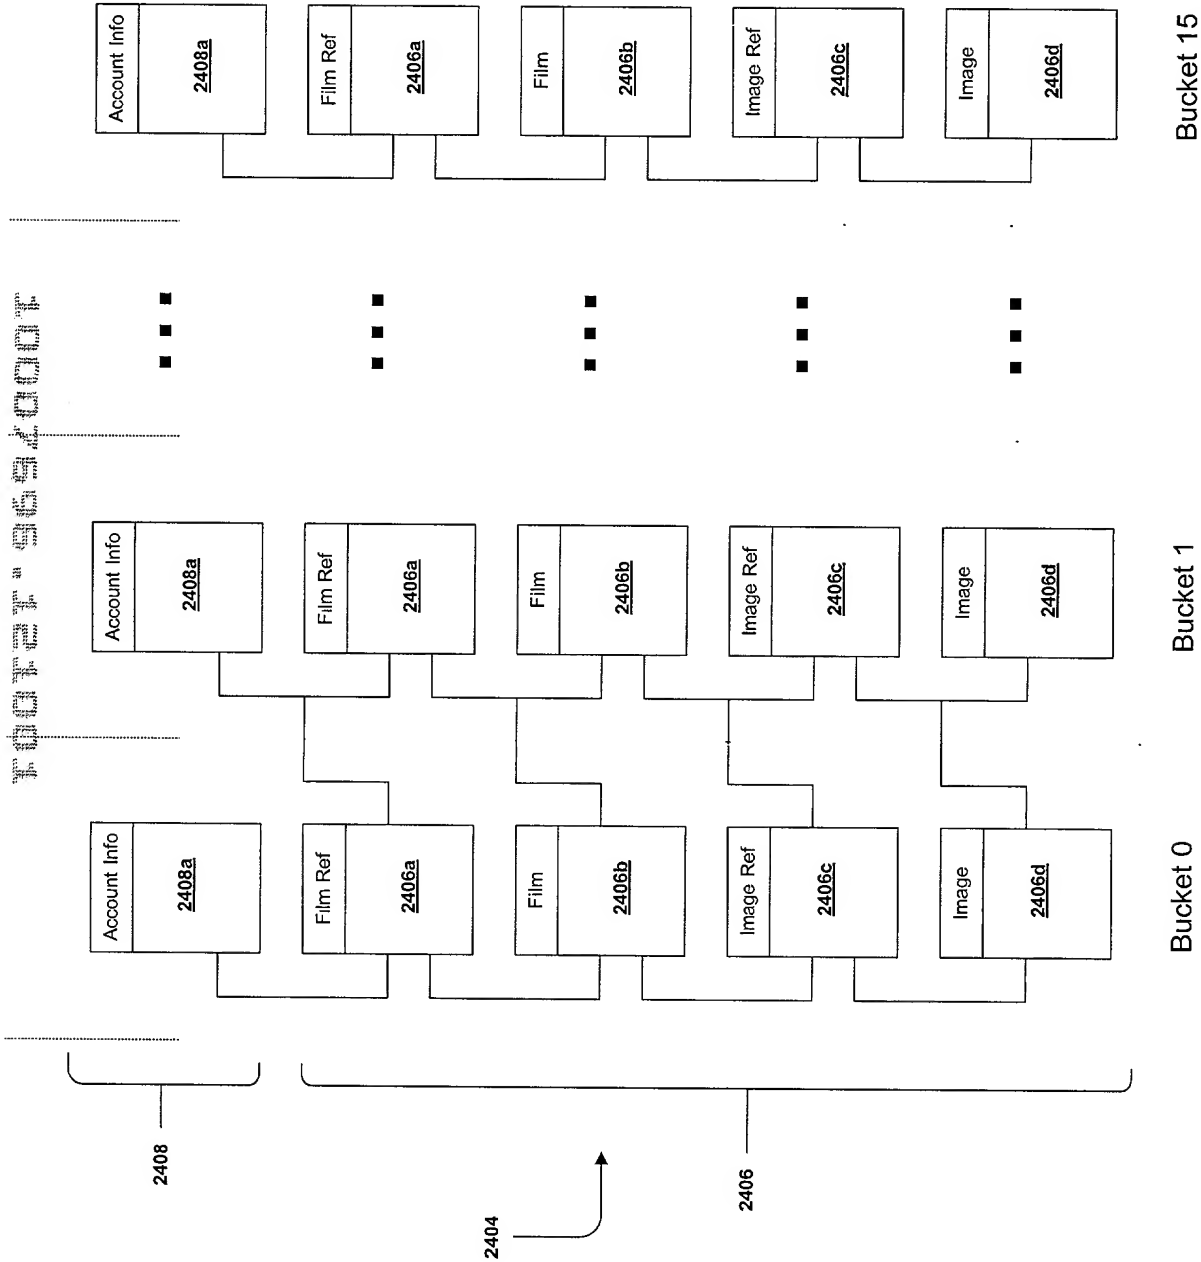 Account Info
Account Info
Account Info
2408
2408a
2408a
2408a
Film Ref
Film Ref
Film Ref
2406a
2406a
2406a
2404
Film
Film
Film
2406b
2406b
2406b
2406
Image Ref
Image Ref
Image Ref
2406c
2406c
2406c
Image
Image
Image
2406d
2406d
2406d
Bucket 0
Bucket 1
Bucket 15